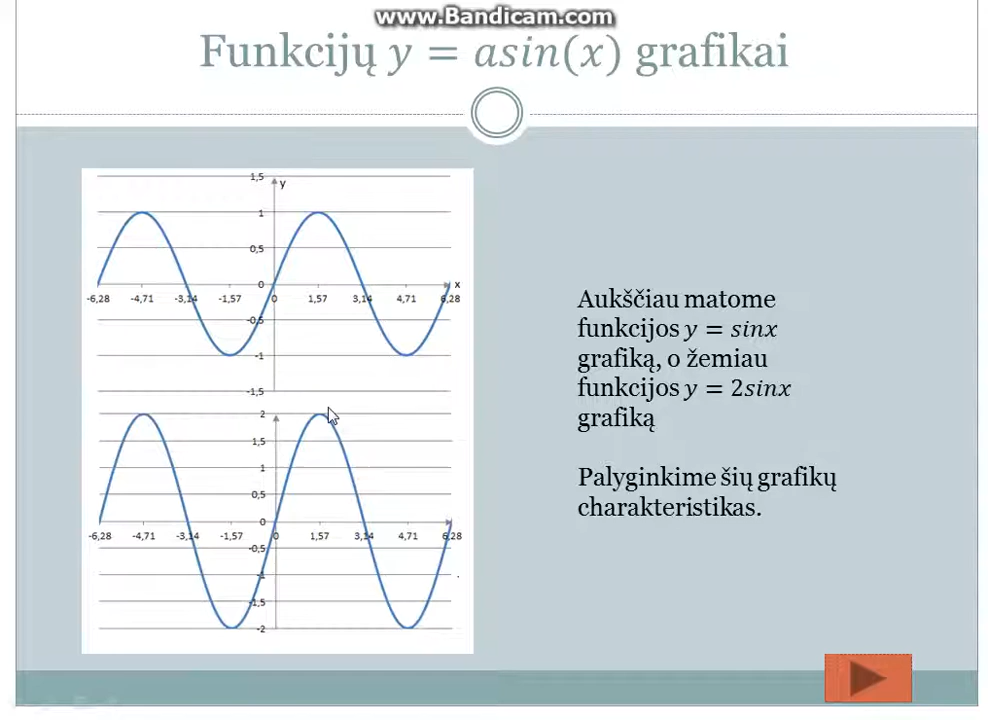 www.Bandicam.com
Funkcijų y = asin(x) grafikai
1,5
y
1
0,5
0
x
-6,28 -4,71 -3,14 -1,57 0 1,57 3,14 4,71 6,28
-0,5
-1
-1,5
2
1,5
1
0,5
0
-6,28 -4,71 -3,14 -1,57 0 1,57 3,14 4,71 6,28
-0,5
-1
-1,5
-2
Aukščiau matome
funkcijos y = sinx
grafiką, o žemiau
funkcijos y = 2sinx
grafiką
Palyginkime šių grafikų
charakteristikas.